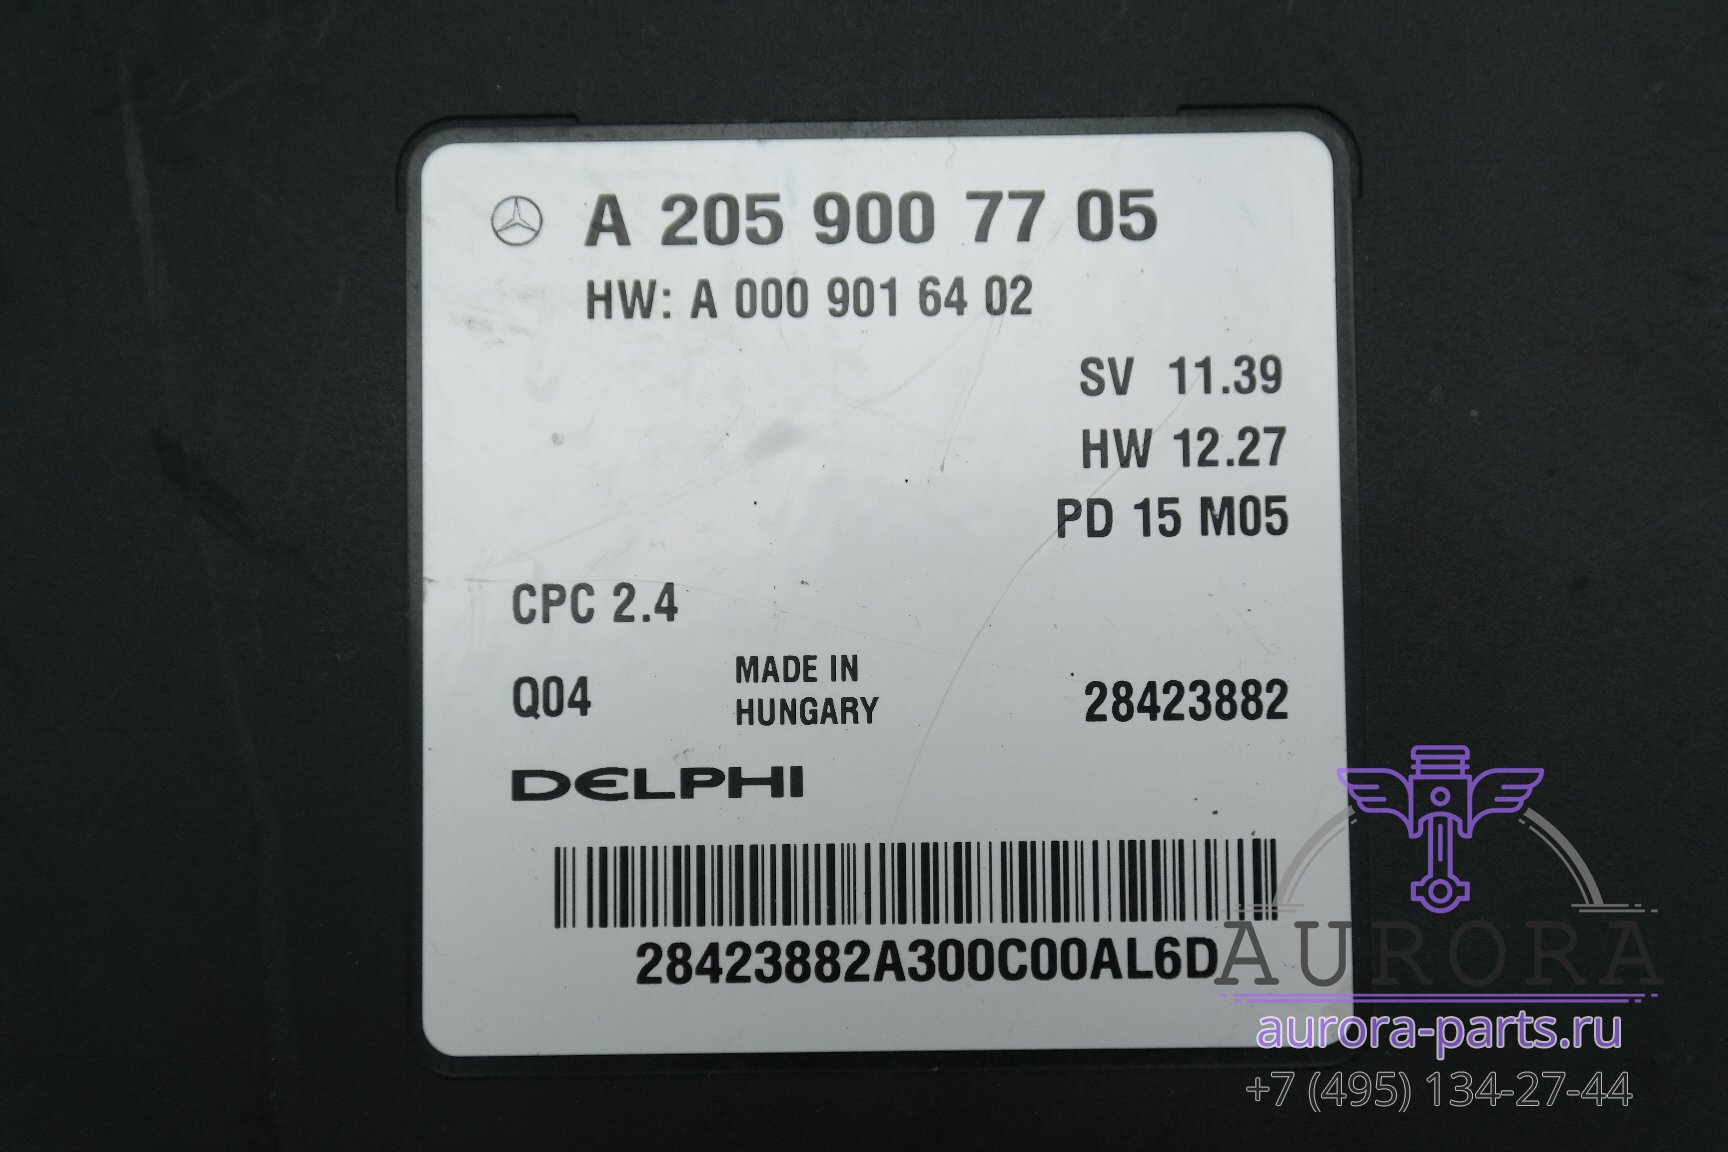 A 205 900 77 05
HW: A 000 901 64 02
SV 11.39
HW 12.27
PD 15 M05
CPC 2.4
Q04
MADE IN
HUNGARY
28423882
DELPHI
28423882A300C00AL6D
AURORA
aurora-parts.ru
+7 (495) 134-27-44